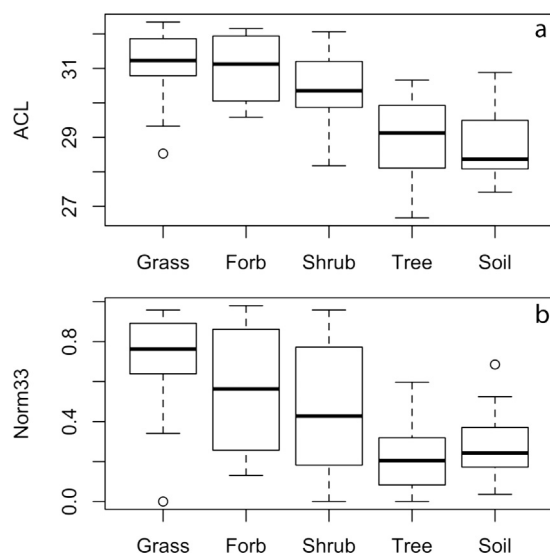 a
ACL
31
29
27
Grass Forb Shrub Tree Soil
b
Norm33
0.8
0.4
0.0
Grass Forb Shrub Tree Soil